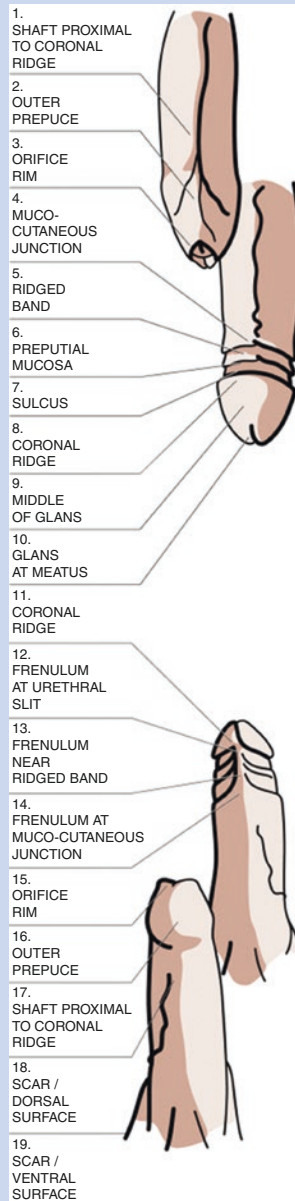 1.
SHAFT PROXIMAL
TO CORONAL
RIDGE
2.
OUTER
PREPUCE
3.
ORIFICE
RIM
4.
MUCO-
CUTANEOUS
JUNCTION
5.
RIDGED
BAND
6.
PREPUTIAL
MUCOSA
7.
SULCUS
8.
CORONAL
RIDGE
9.
MIDDLE
OF GLANS
10.
GLANS
AT MEATUS
11.
CORONAL
RIDGE
12.
FRENULUM
AT URETHRAL
SLIT
13.
FRENULUM
NEAR
RIDGED BAND
14.
FRENULUM AT
MUCO-CUTANEOUS
JUNCTION
15.
ORIFICE
RIM
16.
OUTER
PREPUCE
17.
SHAFT PROXIMAL
TO CORONAL
RIDGE
18.
SCAR /
DORSAL
SURFACE
19.
SCAR /
VENTRAL
SURFACE